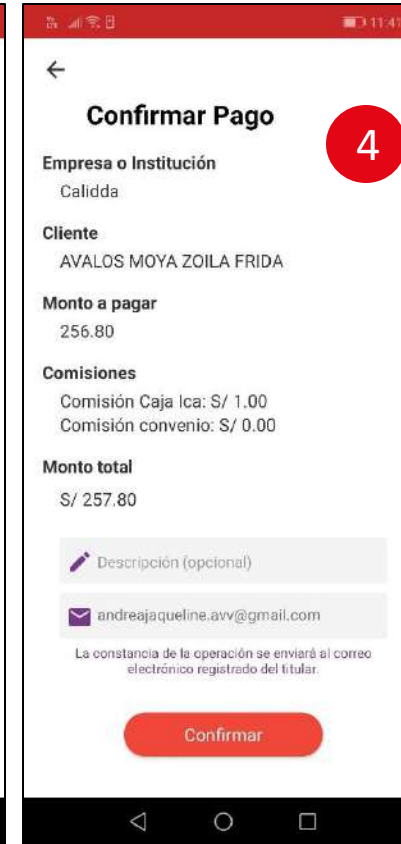 11:41
Confirmar Pago
4
Empresa o Institución
Calidda
Cliente
AVALOS MOYA ZOILA FRIDA
Monto a pagar
256.80
Comisiones
Comisión Caja Ica: S/ 1.00
Comisión convenio: S/ 0.00
Monto total
S/ 257.80
Descripción (opcional)
andreajaqueline.avv@gmail.com
La constancia de la operación se enviará al correo
electrónico registrado del titular.
Confirmar